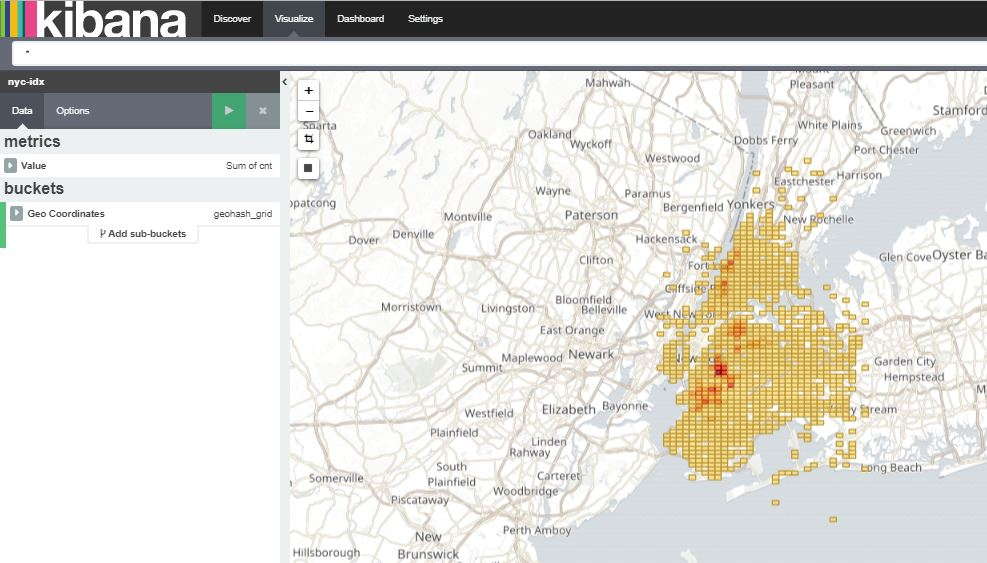 kibana
Discover Visualize Dashboard Settings
*
nyc-idx
Data Options
metrics
Value Sum of cnt
buckets
Geo Coordinates geohash_grid
Add sub-buckets
+
−
Mahwah
Pleasant
Stamford
Sparta
Oakland
Wyckoff
White Plains
Greenwich
Dobbs Ferry
Port Chester
Westwood
Eastchester
Harrison
Wayne
Paramus
Bergenfield
Yonkers
Paterson
Montville
New Rochelle
Denville
Dover
Hackensack
Clifton
Fort
Glen Cove
Oyster Ba
Cliffside
Bloomfield
Belleville
Morristown
Livingston
West New
East Orange
Maplewood
Newark
New
Summit
Garden City
Hempstead
Elizabeth
Bayonne
Westfield
Stream
Plainfield
Linden
Rahway
South
Plainfield
Carteret
ong Beach
Somerville
Woodbridge
Piscataway
Perth Amboy
New
Brunswick
Hillsborough